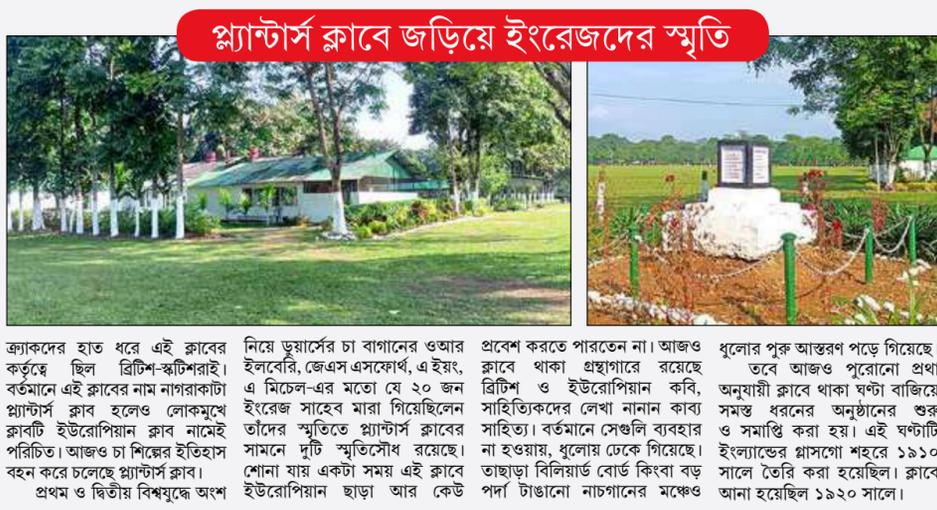 প্ল্যান্টার্স ক্লাবে জড়িয়ে ইংরেজদের স্মৃতি
ক্র্যাকদের হাত ধরে এই ক্লাবের
কর্তৃত্বে ছিল ব্রিটিশ-স্কটিশরাই।
বর্তমানে এই ক্লাবের নাম নাগরাকাটা
প্ল্যান্টার্স ক্লাব হলেও লোকমুখে
ক্লাবটি ইউরোপিয়ান ক্লাব নামেই
পরিচিত। আজও চা শিল্পের ইতিহাস
বহন করে চলেছে প্ল্যান্টার্স ক্লাব।
প্রথম ও দ্বিতীয় বিশ্বযুদ্ধে অংশ
নিয়ে ডুয়ার্সের চা বাগানের ওআর
ইলবেরি, জেএস এসফোর্থ, এ ইয়ং,
এ মিচেল-এর মতো যে ২০ জন
ইংরেজ সাহেব মারা গিয়েছিলেন
তাঁদের স্মৃতিতে প্ল্যান্টার্স ক্লাবের
সামনে দুটি স্মৃতিসৌধ রয়েছে।
শোনা যায় একটা সময় এই ক্লাবে
ইউরোপিয়ান ছাড়া আর কেউ
প্রবেশ করতে পারতেন না। আজও
ক্লাবে থাকা গ্রন্থাগারে রয়েছে
ব্রিটিশ ও ইউরোপিয়ান কবি,
সাহিত্যিকদের লেখা নানান কাব্য
সাহিত্য। বর্তমানে সেগুলি ব্যবহার
না হওয়ায়, ধুলোয় ঢেকে গিয়েছে।
তাছাড়া বিলিয়ার্ড বোর্ড কিংবা বড়
পর্দা টাঙানো নাচগানের মঞ্চেও
ধুলোর পুরু আস্তরণ পড়ে গিয়েছে।
তবে আজও পুরোনো প্রথা
অনুযায়ী ক্লাবে থাকা ঘণ্টা বাজিয়ে
সমস্ত ধরনের অনুষ্ঠানের শুরু
ও সমাপ্তি করা হয়। এই ঘণ্টাটি
ইংল্যান্ডের গ্লাসগো শহরে ১৯১০
সালে তৈরি করা হয়েছিল। ক্লাবে
আনা হয়েছিল ১৯২০ সালে।